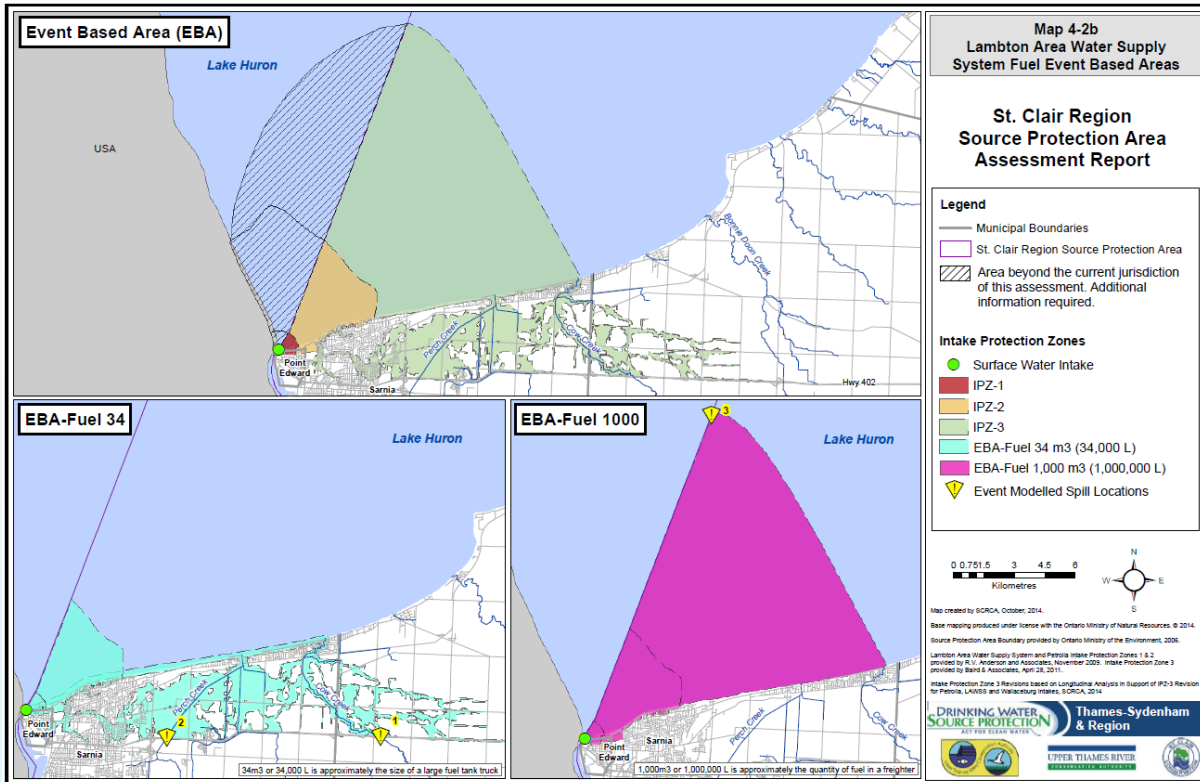 Event Based Area (EBA)
Lake Huron
USA
Bonnie Doon Creek
Perch Creek
Cow Creek
Point
Edward
Sarnia
Hwy 402
EBA-Fuel 34
Lake Huron
Perch Creek
Cow Creek
2
1
Point
Edward
Sarnia
34m3 or 34,000 L is approximately the size of a large fuel tank truck
EBA-Fuel 1000
3
Lake Huron
Perch Creek
Cow Creek
Point
Edward
Sarnia
1,000m3 or 1,000,000 L is approximately the quantity of fuel in a freighter
Map 4-2b
Lambton Area Water Supply
System Fuel Event Based Areas
St. Clair Region
Source Protection Area
Assessment Report
Legend
Municipal Boundaries
St. Clair Region Source Protection Area
Area beyond the current jurisdiction
of this assessment. Additional
information required.
Intake Protection Zones
Surface Water Intake
IPZ-1
IPZ-2
IPZ-3
EBA-Fuel 34 m3 (34,000 L)
EBA-Fuel 1,000 m3 (1,000,000 L)
Event Modelled Spill Locations
0 0.75 1.5 3 4.5 6
Kilometres
N
W E
S
Map created by SCRCA, October, 2014.
Base mapping produced under license with the Ontario Ministry of Natural Resources. © 2014.
Source Protection Area Boundary provided by Ontario Ministry of the Environment, 2006.
Lambton Area Water Supply System and Petrolia Intake Protection Zones 1 & 2
provided by R.V. Anderson and Associates, November 2009. Intake Protection Zone 3
provided by Baird & Associates, April 28, 2011.
Intake Protection Zone 3 Revisions based on Longitudinal Analysis in Support of IPZ-3 Revision
for Petrolia, LAWSS and Wallaceburg Intakes, SCRCA, 2014
DRINKING WATER
SOURCE PROTECTION
ACT FOR CLEAN WATER
Thames-Sydenham
& Region
UPPER THAMES RIVER
CONSERVATION AUTHORITY